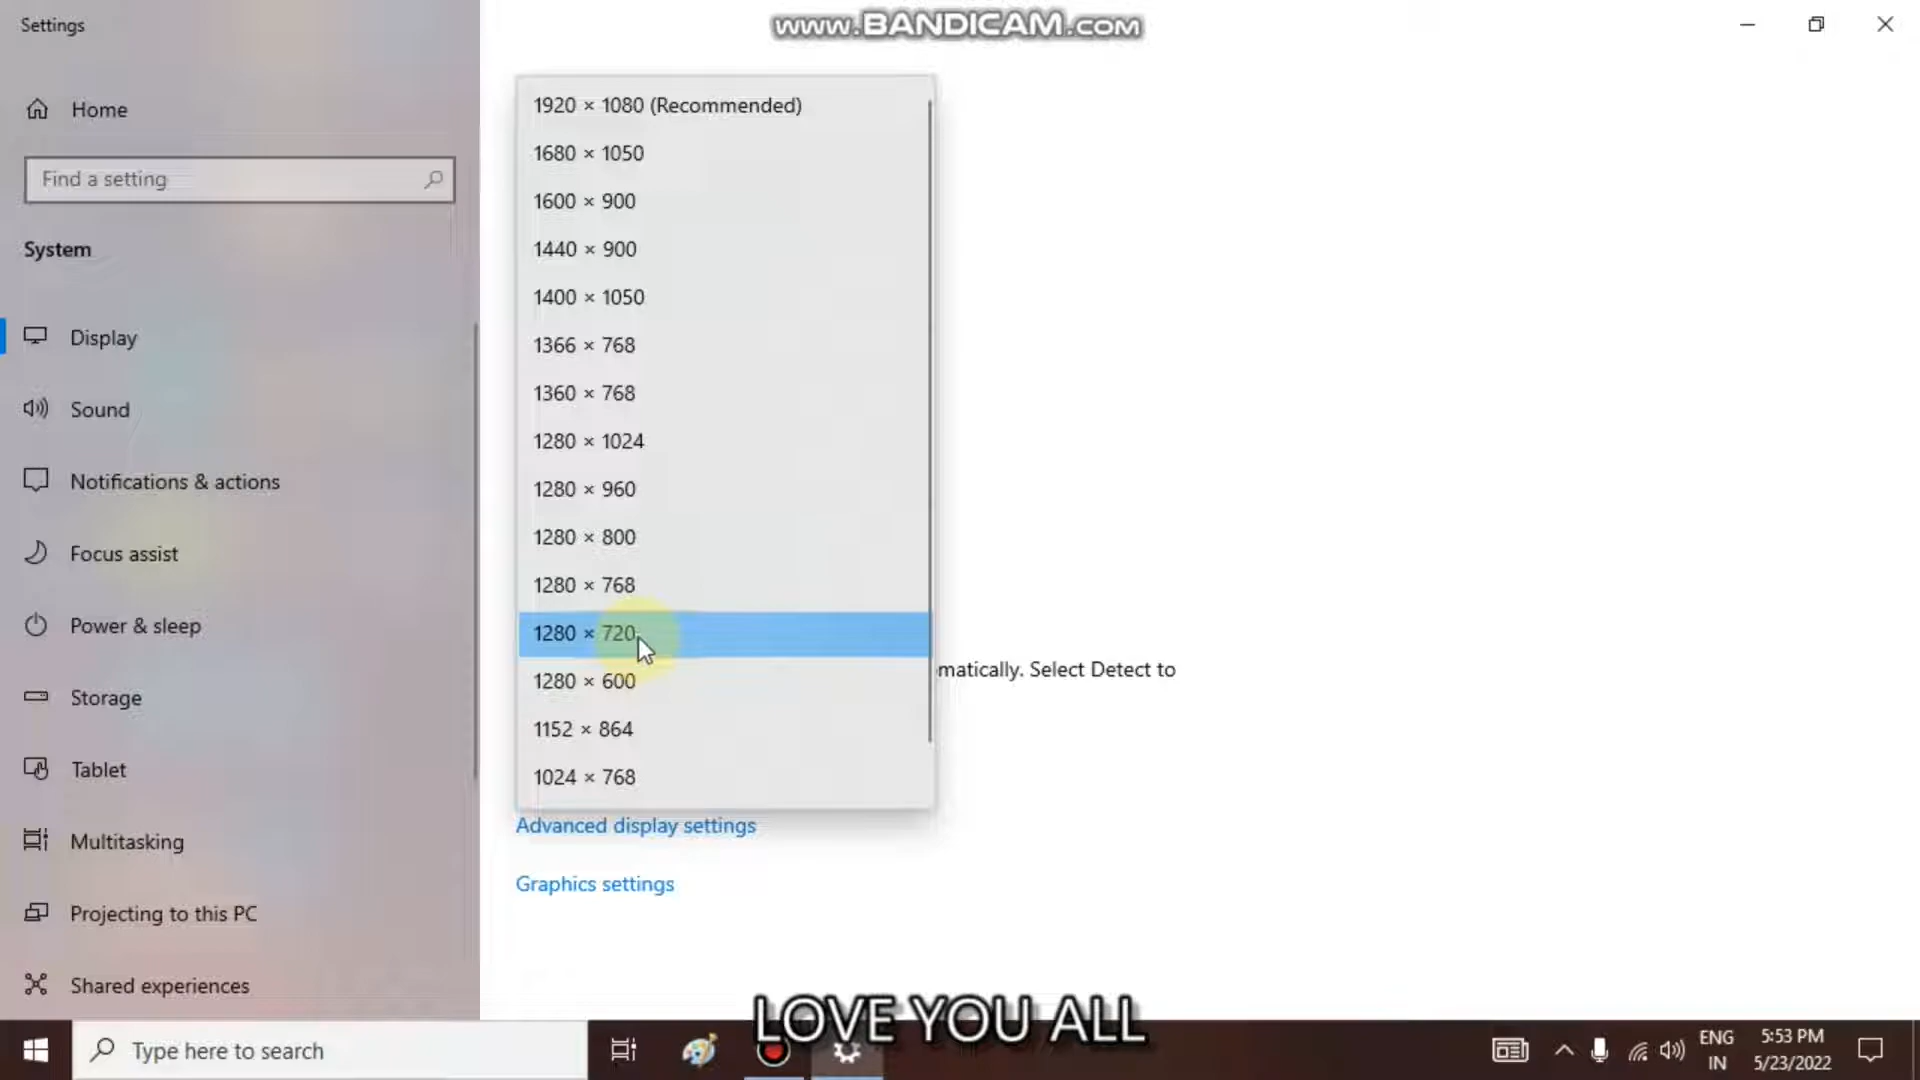 Settings
www.BANDICAM.com
Home
Find a setting
System
Display
Sound
Notifications & actions
Focus assist
Power & sleep
Storage
Tablet
Multitasking
Projecting to this PC
Shared experiences
1920 × 1080 (Recommended)
1680 × 1050
1600 × 900
1440 × 900
1400 × 1050
1366 × 768
1360 × 768
1280 × 1024
1280 × 960
1280 × 800
1280 × 768
1280 × 720
1280 × 600
1152 × 864
1024 × 768
matically. Select Detect to
Advanced display settings
Graphics settings
LOVE YOU ALL
Type here to search
ENG
IN
5:53 PM
5/23/2022